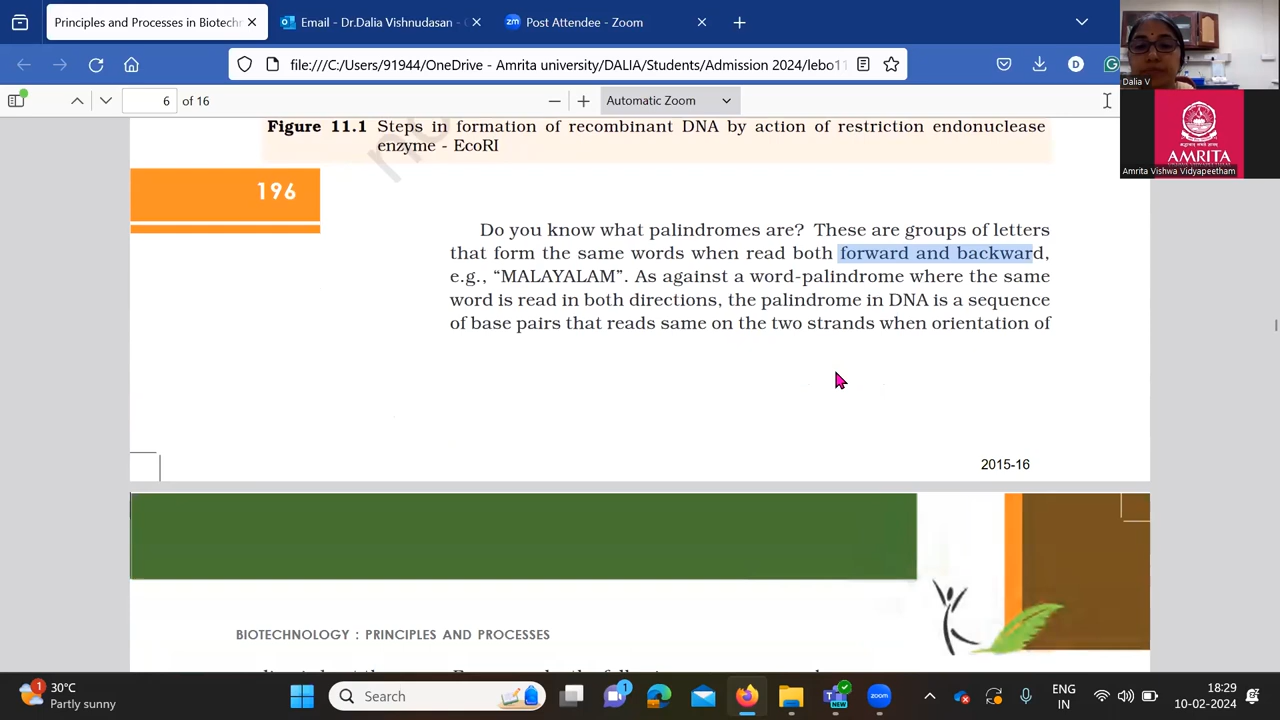 Principles and Processes in Biotechn
Email - Dr.Dalia Vishnudasan -
Post Attendee - Zoom
file:///C:/Users/91944/OneDrive - Amrita university/DALIA/Students/Admission 2024/lebo11
D
6 of 16
Automatic Zoom
Dalia V
AMRITA
Amrita Vishwa Vidyapeetham
Figure 11.1 Steps in formation of recombinant DNA by action of restriction endonuclease
enzyme - EcoRI
196
Do you know what palindromes are? These are groups of letters
that form the same words when read both forward and backward,
e.g., “MALAYALAM”. As against a word-palindrome where the same
word is read in both directions, the palindrome in DNA is a sequence
of base pairs that reads same on the two strands when orientation of
2015-16
BIOTECHNOLOGY : PRINCIPLES AND PROCESSES
1
30°C
Partly sunny
Search
1
NEW
zoom
ENG
IN
18:29
10-02-2024